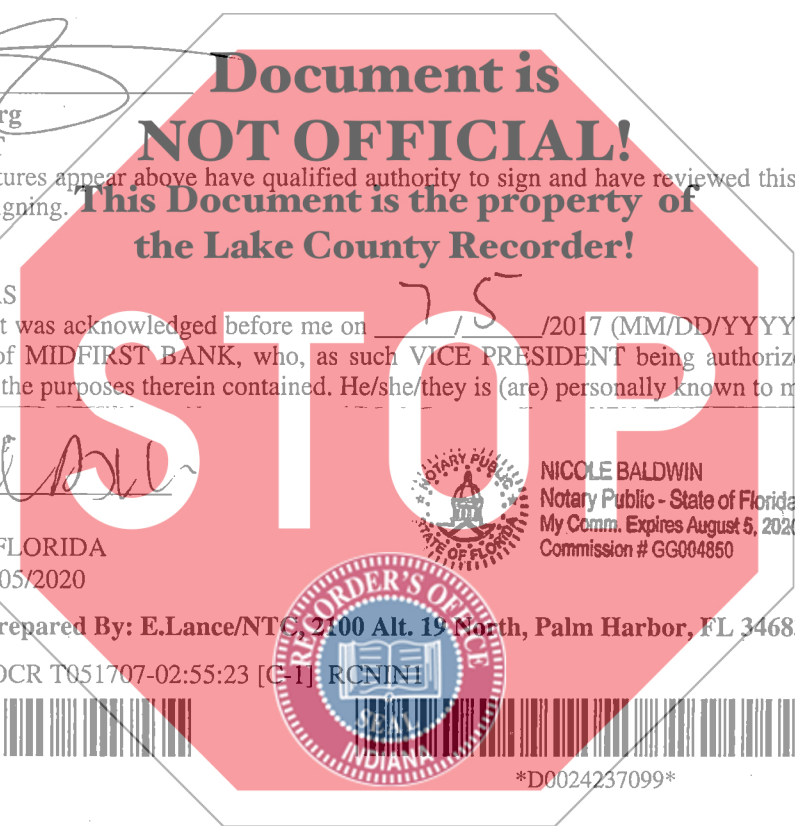 Document is
NOT OFFICIAL!
This Document is the property of
the Lake County Recorder!
STOP
rg
T
tures appear above have qualified authority to sign and have reviewed this
igning.
AS
t was acknowledged before me on 7 / 5 /2017 (MM/DD/YYYY
of MIDFIRST BANK, who, as such VICE PRESIDENT being authorize
the purposes therein contained. He/she/they is (are) personally known to m
NOTARY PUBLIC
STATE OF FLORIDA
NICOLE BALDWIN
Notary Public - State of Florida
My Comm. Expires August 5, 2020
Commission # GG004850
FLORIDA
05/2020
repared By: E.Lance/NTC, 2100 Alt. 19 North, Palm Harbor, FL 3468
OCR T051707-02:55:23 [C-1] RCNIN1
RECORDER'S OFFICE
SEAL
INDIANA
*D0024237099*